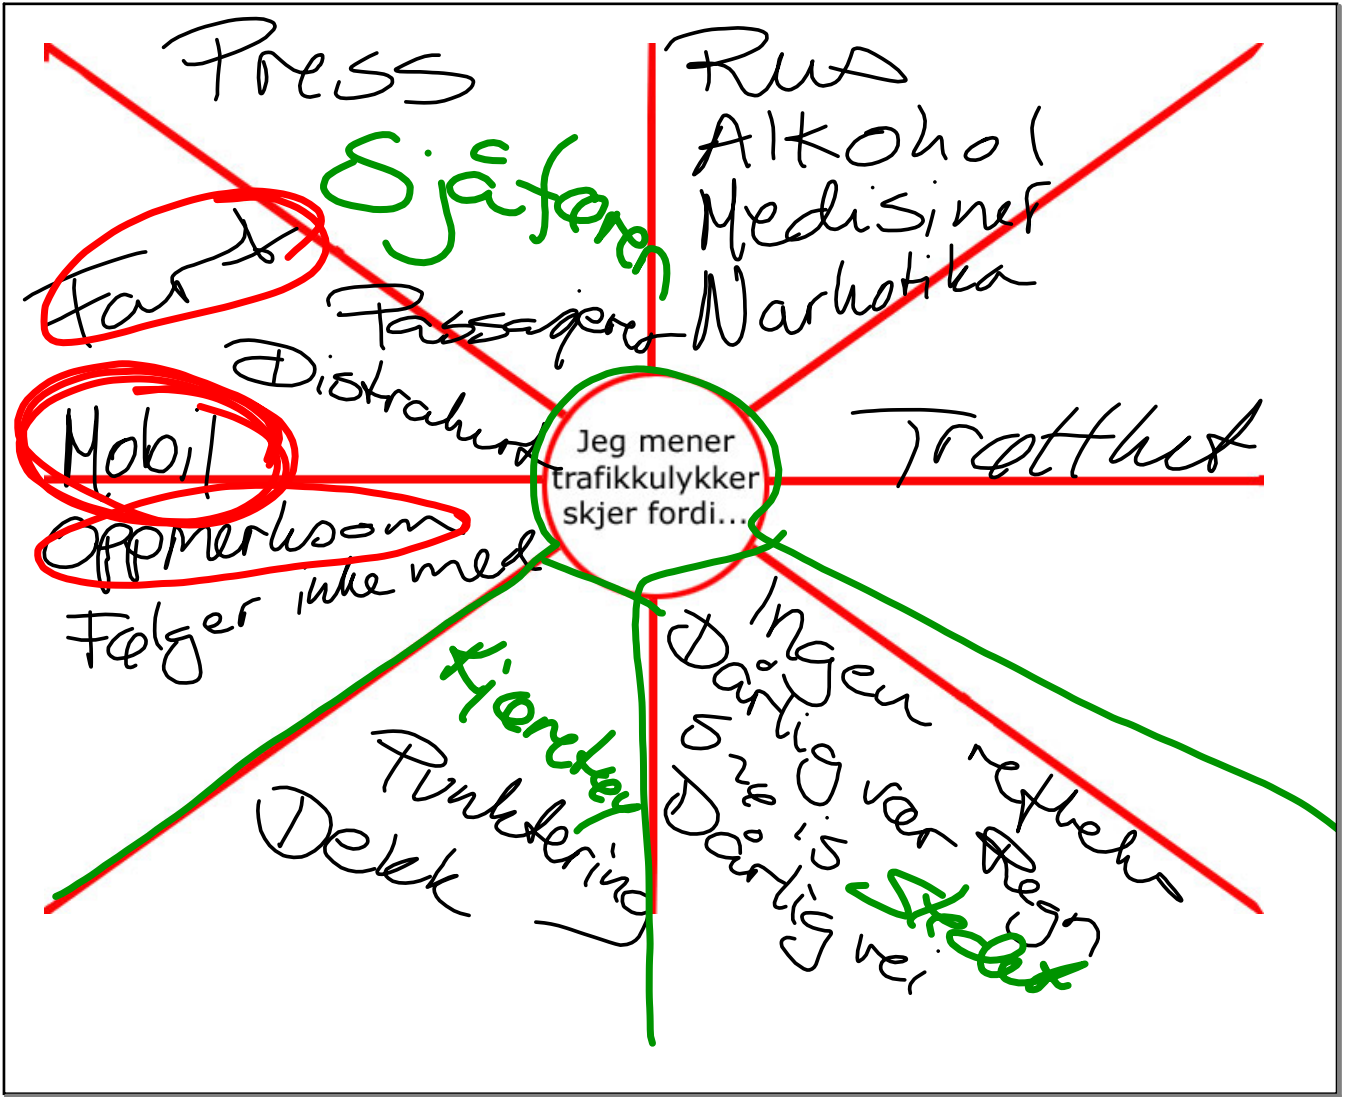 Press
Sjåføren
Passasjerer
Fart
Distrahert
Mobil
Oppmerksom
Følger ikke med
Rus
Alkohol
Medisiner
Narkotika
Trøtthet
Jeg mener
trafikkulykker
skjer fordi...
Kjøretøy
Punktering
Dekk
Ingen refleks
Dårlig vær Regn
Snø is
Dårlig vei
Stedet